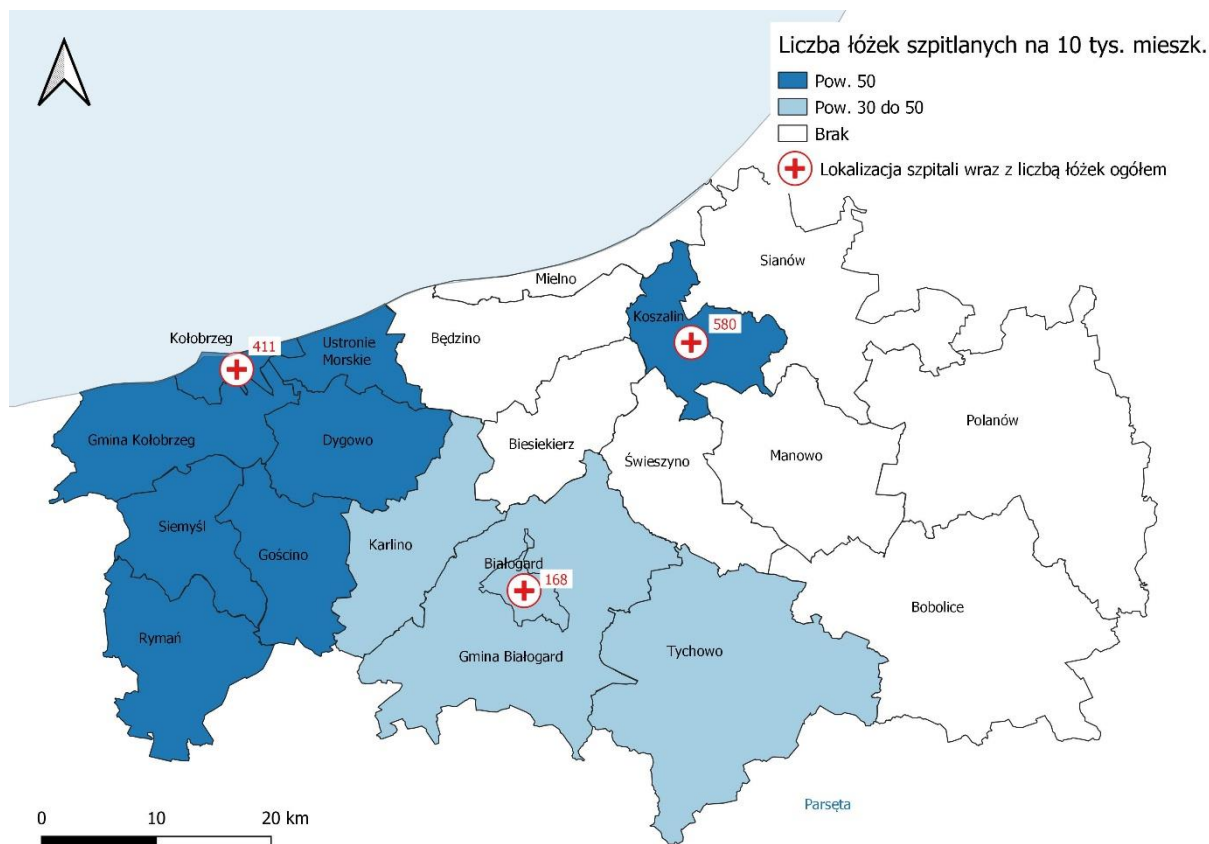 Liczba łóżek szpitlanych na 10 tys. mieszk.
Pow. 50
Pow. 30 do 50
Brak
Lokalizacja szpitali wraz z liczbą łóżek ogółem
Sianów
Mielno
Koszalin
580
Kołobrzeg
411
Ustronie
Morskie
Będzino
Polanów
Gmina Kołobrzeg
Dygowo
Biesiekierz
Świeszyno
Manowo
Siemyśl
Gościno
Karlino
Białogard
168
Bobolice
Rymań
Gmina Białogard
Tychowo
Parsęta
0 10 20 km